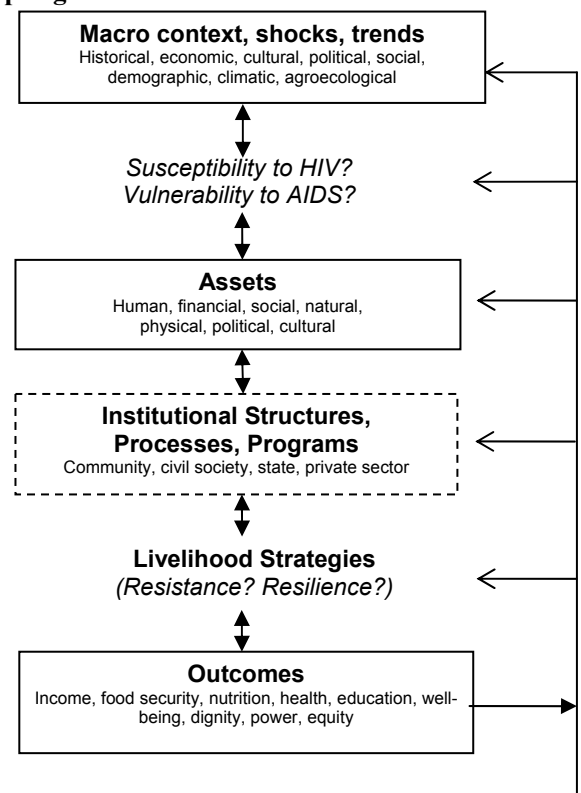 Macro context, shocks, trends
Historical, economic, cultural, political, social,
demographic, climatic, agroecological
Susceptibility to HIV?
Vulnerability to AIDS?
Assets
Human, financial, social, natural,
physical, political, cultural
Institutional Structures,
Processes, Programs
Community, civil society, state, private sector
Livelihood Strategies
(Resistance? Resilience?)
Outcomes
Income, food security, nutrition, health, education, well-
being, dignity, power, equity